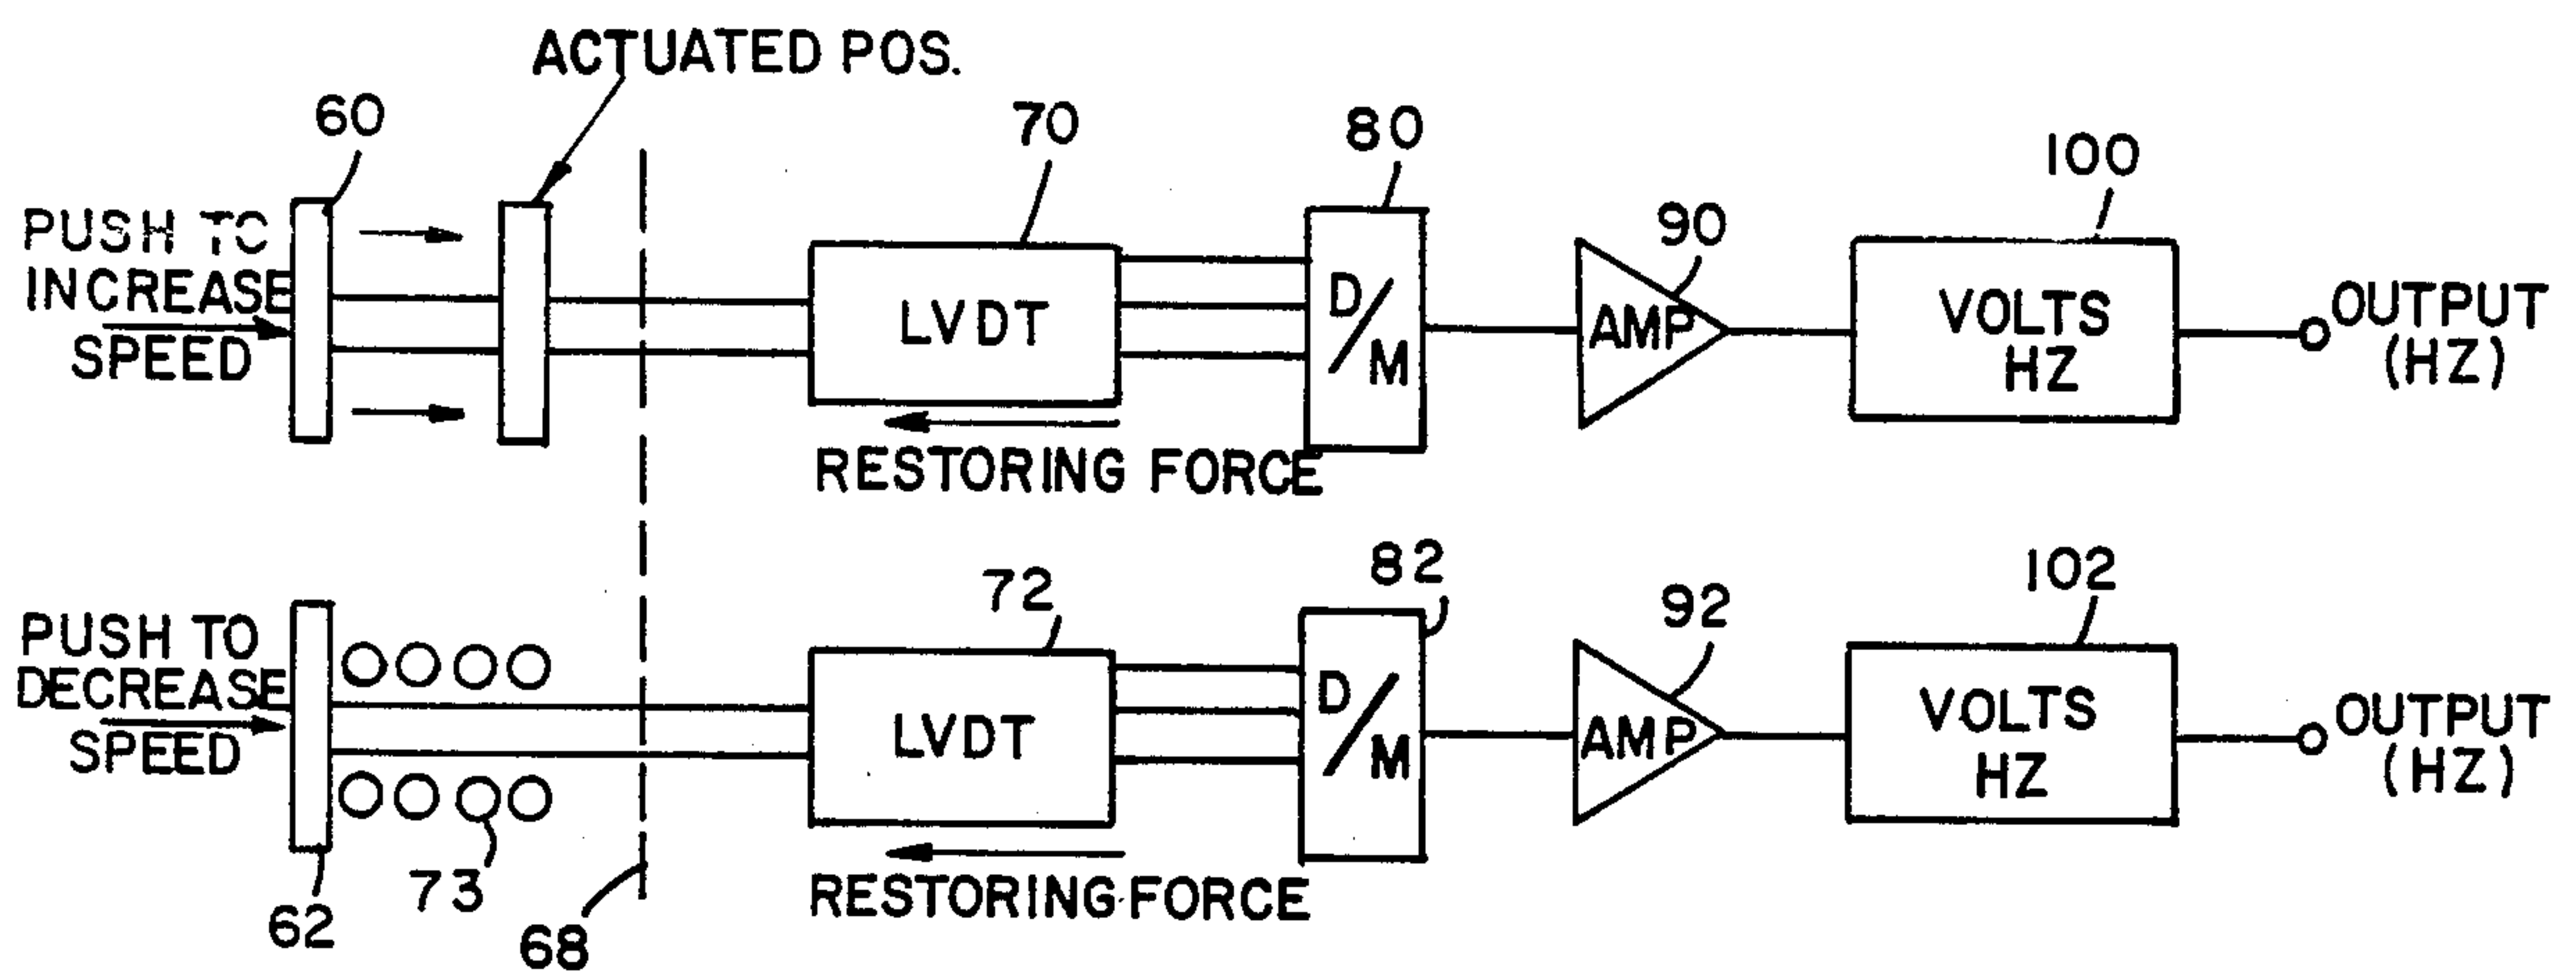 ACTUATED POS.
60
70
80
90
100
PUSH TO
INCREASE
SPEED
LVDT
D/M
AMP
VOLTS
HZ
OUTPUT
(HZ)
RESTORING FORCE
PUSH TO
DECREASE
SPEED
72
82
92
102
LVDT
D/M
AMP
VOLTS
HZ
OUTPUT
(HZ)
RESTORING FORCE
62
73
68